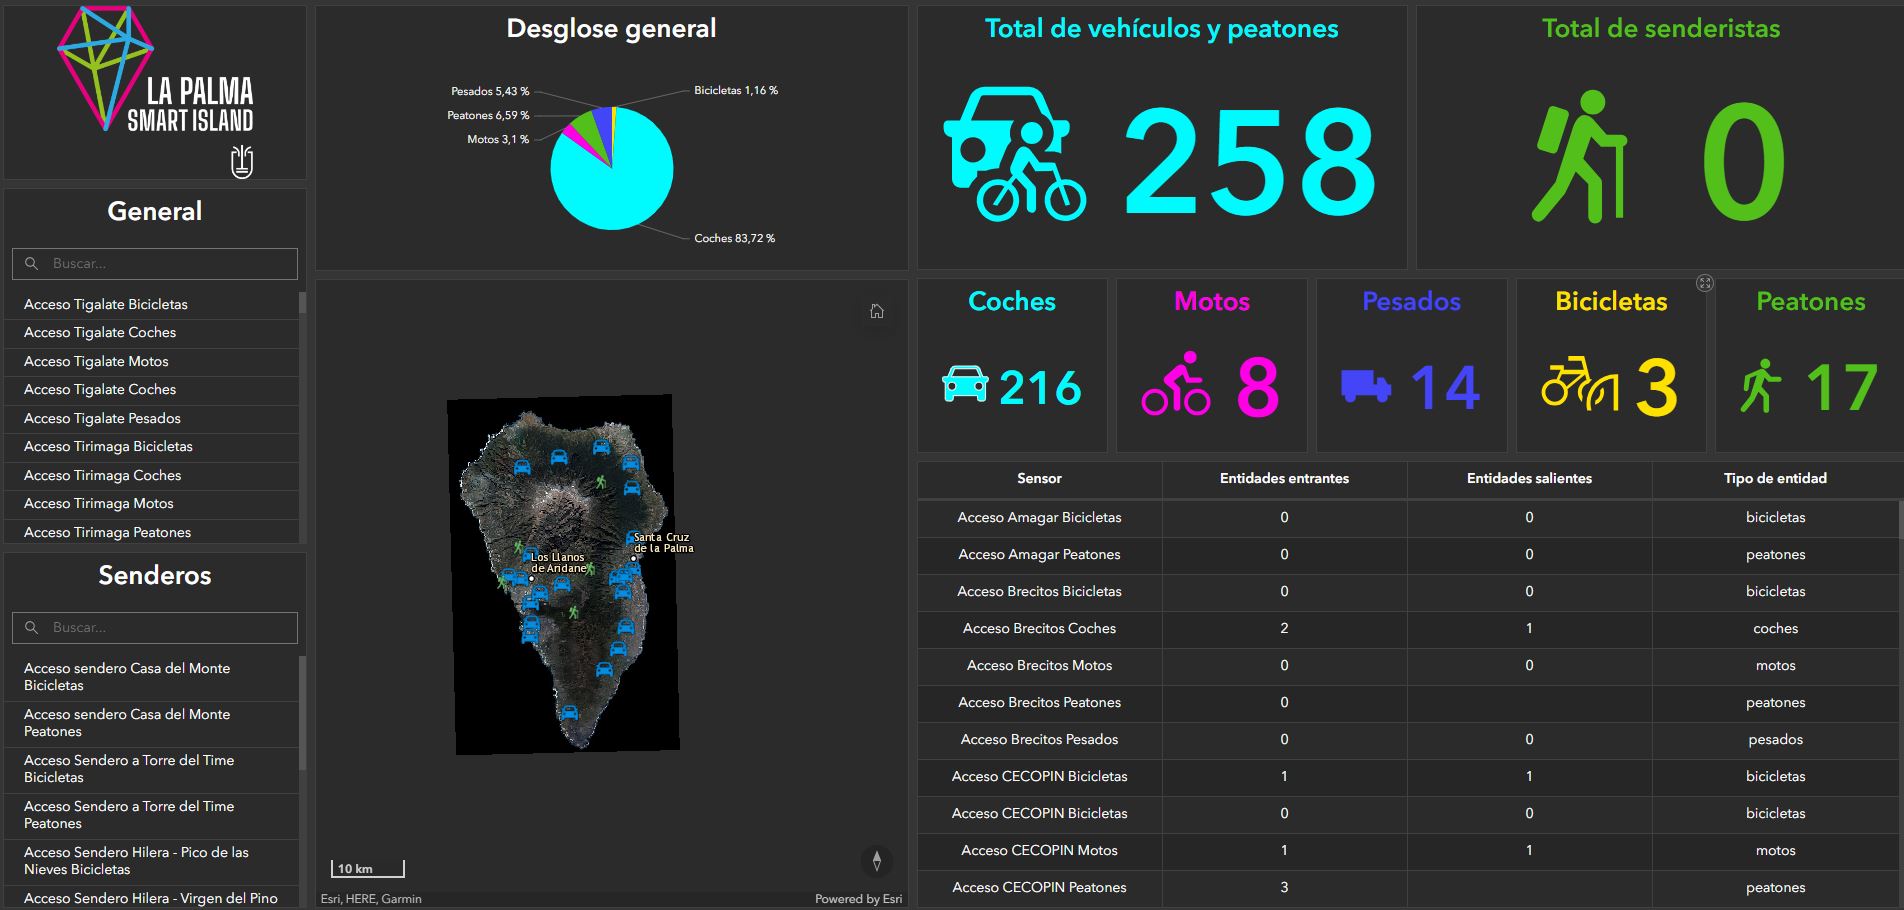 LA PALMA
SMART ISLAND
General
Buscar...
Acceso Tigalate Bicicletas
Acceso Tigalate Coches
Acceso Tigalate Motos
Acceso Tigalate Coches
Acceso Tigalate Pesados
Acceso Tirimaga Bicicletas
Acceso Tirimaga Coches
Acceso Tirimaga Motos
Acceso Tirimaga Peatones
Senderos
Buscar...
Acceso sendero Casa del Monte
Bicicletas
Acceso sendero Casa del Monte
Peatones
Acceso Sendero a Torre del Time
Bicicletas
Acceso Sendero a Torre del Time
Peatones
Acceso Sendero Hilera - Pico de las
Nieves Bicicletas
Acceso Sendero Hilera - Virgen del Pino
Desglose general
Pesados 5,43 %
Peatones 6,59 %
Motos 3,1 %
Bicicletas 1,16 %
Coches 83,72 %
Santa Cruz
de la Palma
Los Llanos
de Aridane
10 km
Esri, HERE, Garmin
Powered by Esri
Total de vehículos y peatones
258
Total de senderistas
0
Coches
216
Motos
8
Pesados
14
Bicicletas
3
Peatones
17
Sensor Entidades entrantes Entidades salientes Tipo de entidad
Acceso Amagar Bicicletas 0 0 bicicletas
Acceso Amagar Peatones 0 0 peatones
Acceso Brecitos Bicicletas 0 0 bicicletas
Acceso Brecitos Coches 2 1 coches
Acceso Brecitos Motos 0 0 motos
Acceso Brecitos Peatones 0 peatones
Acceso Brecitos Pesados 0 0 pesados
Acceso CECOPIN Bicicletas 1 1 bicicletas
Acceso CECOPIN Bicicletas 0 0 bicicletas
Acceso CECOPIN Motos 1 1 motos
Acceso CECOPIN Peatones 3 peatones